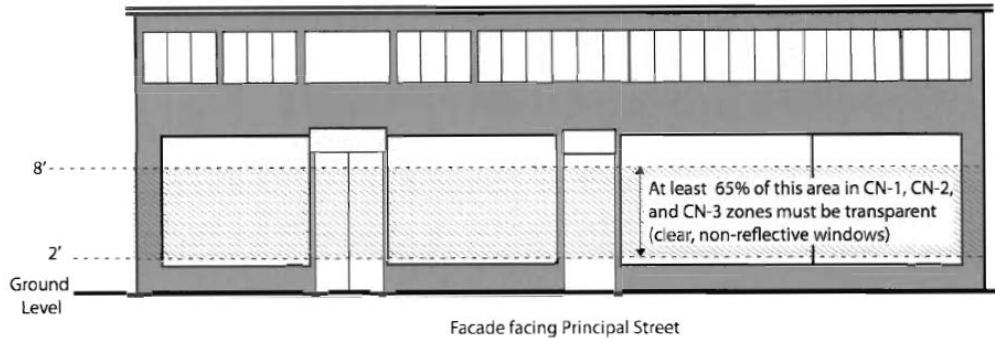 8'
At least 65% of this area in CN-1, CN-2,
and CN-3 zones must be transparent
(clear, non-reflective windows)
2'
Ground
Level
Facade facing Principal Street